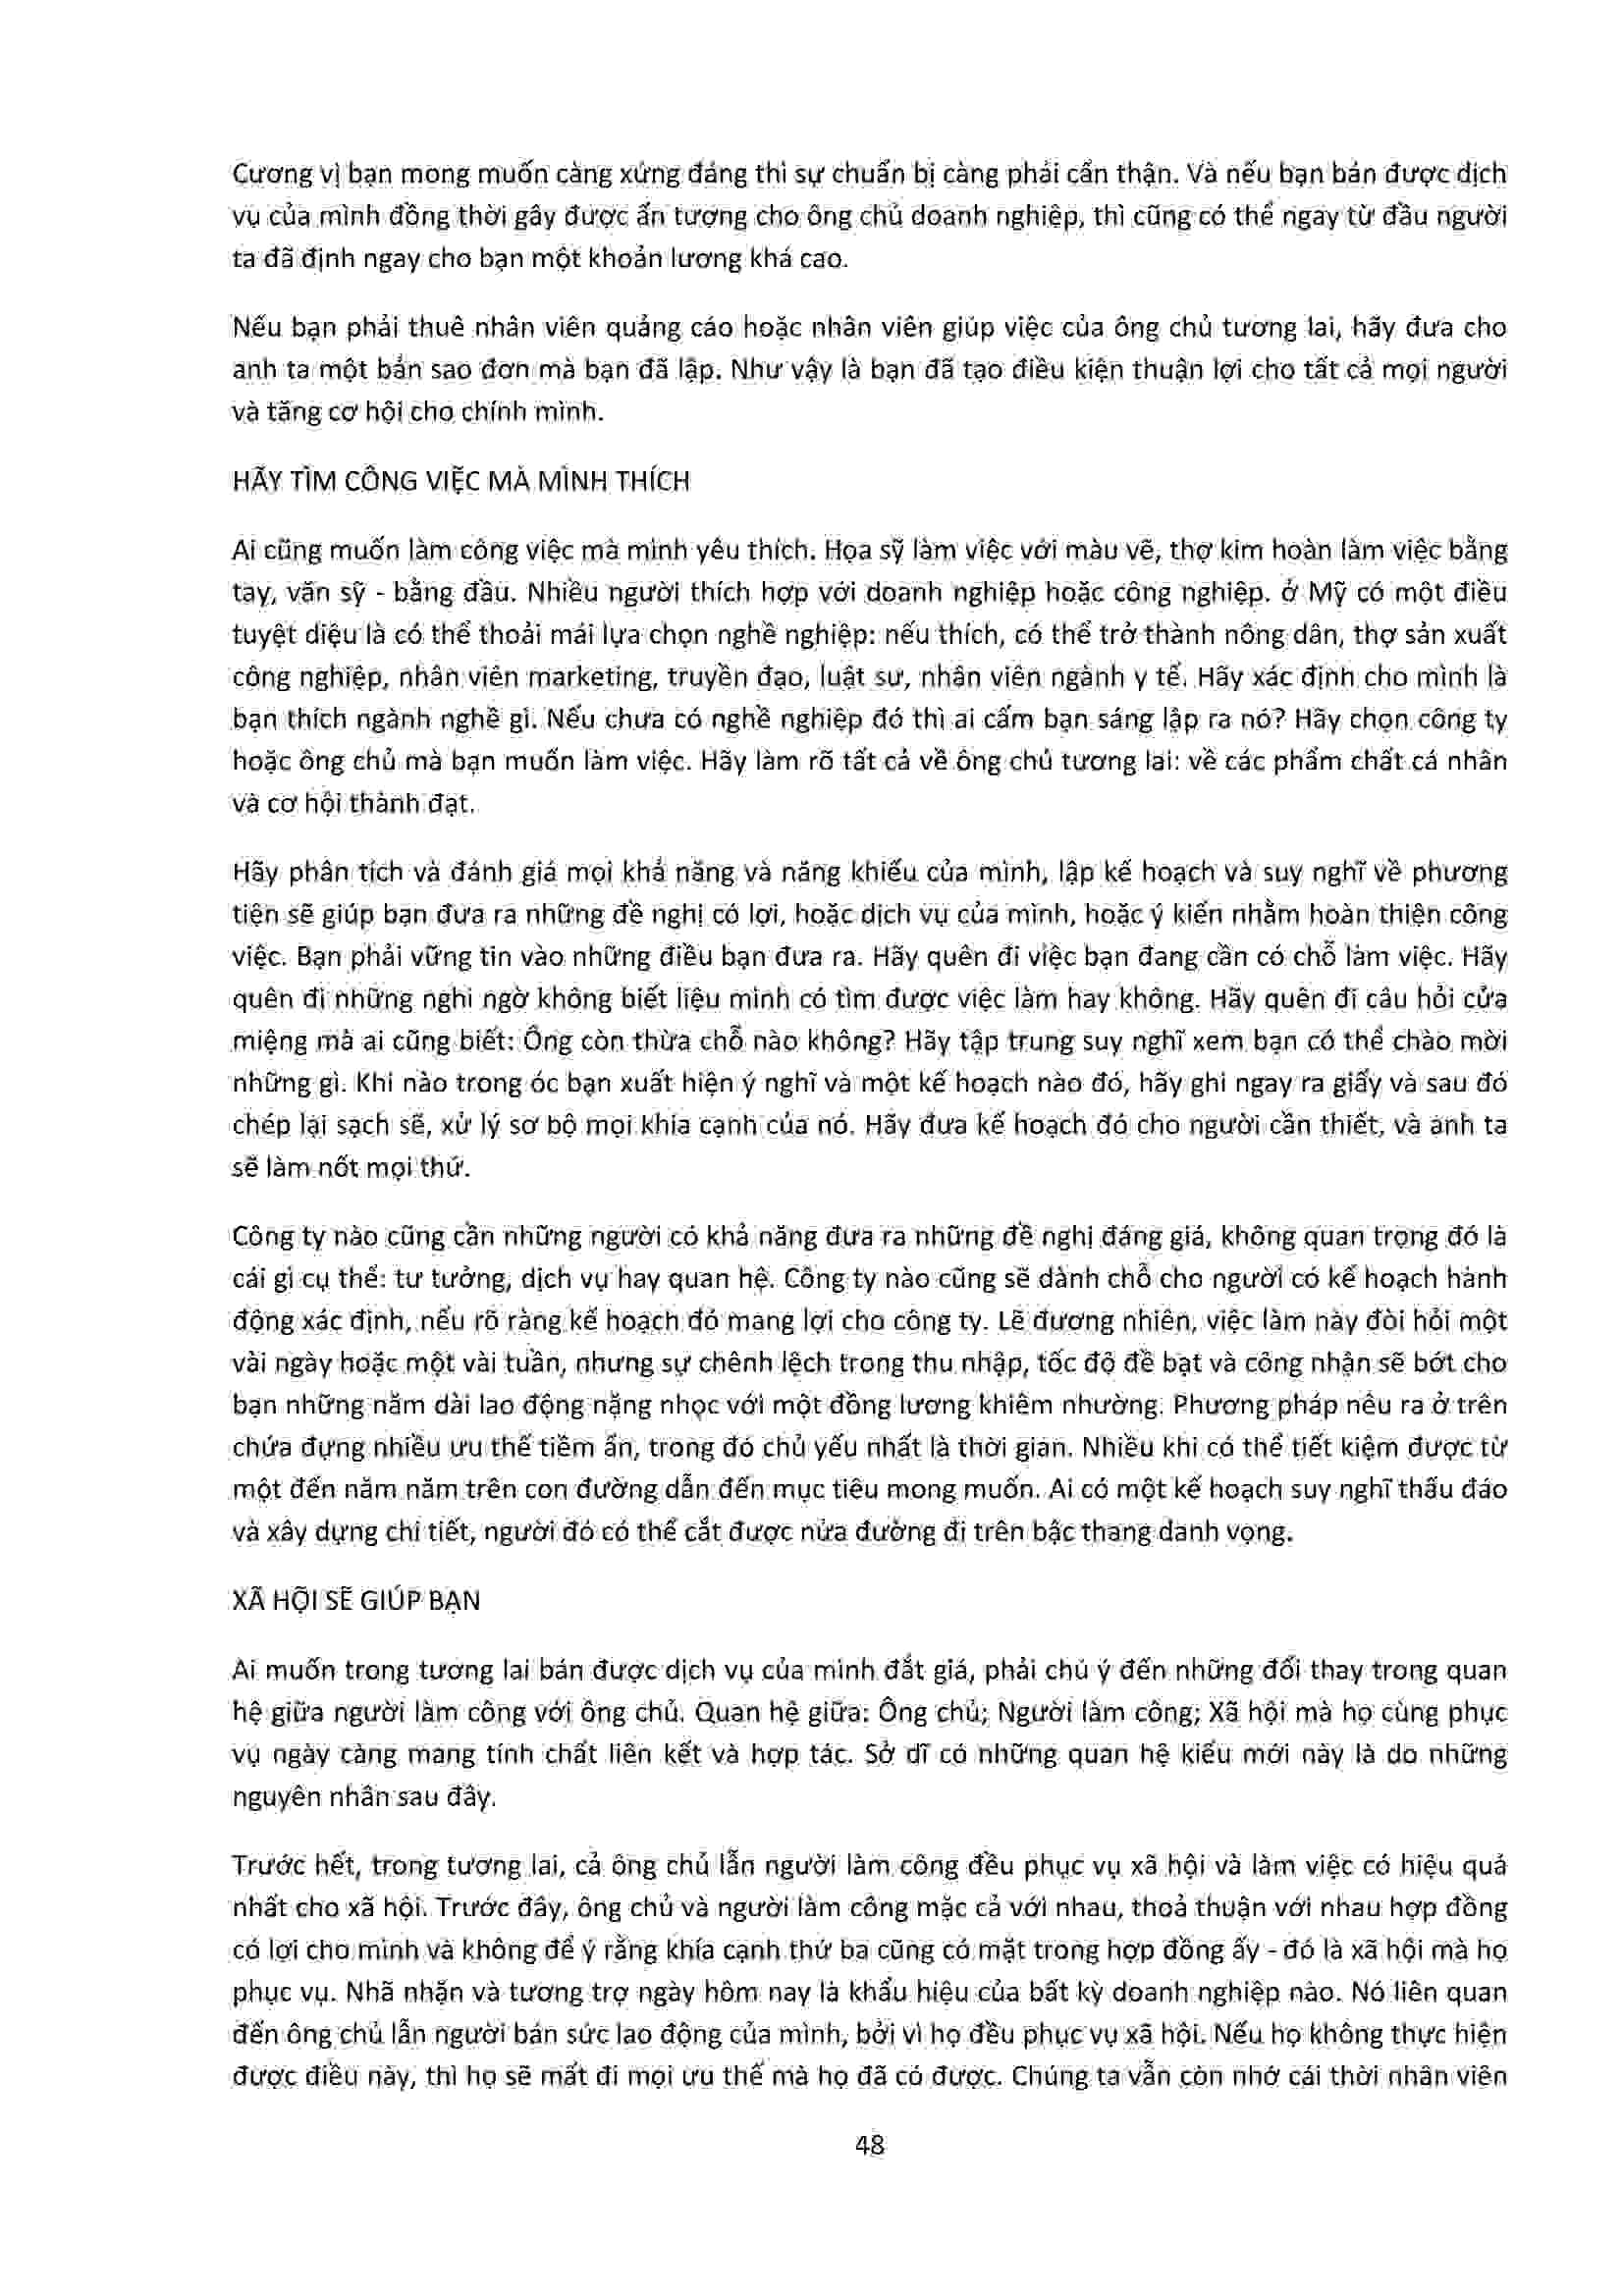 Cương vị bạn mong muốn càng xứng đáng thì sự chuẩn bị càng phải cẩn thận. Và nếu bạn bán được dịch
vụ của mình đồng thời gây được ấn tượng cho ông chủ doanh nghiệp, thì cũng có thể ngay từ đầu người
ta đã định ngay cho bạn một khoản lương khá cao.
Nếu bạn phải thuê nhân viên quảng cáo hoặc nhân viên giúp việc của ông chủ tương lai, hãy đưa cho
anh ta một bản sao đơn mà bạn đã lập. Như vậy là bạn đã tạo điều kiện thuận lợi cho tất cả mọi người
và tăng cơ hội cho chính mình.
HÃY TÌM CÔNG VIỆC MÀ MÌNH THÍCH
Ai cũng muốn làm công việc mà mình yêu thích. Họa sỹ làm việc với màu vẽ, thợ kim hoàn làm việc bằng
tay, văn sỹ - bằng đầu. Nhiều người thích hợp với doanh nghiệp hoặc công nghiệp. ở Mỹ có một điều
tuyệt diệu là có thể thoải mái lựa chọn nghề nghiệp: nếu thích, có thể trở thành nông dân, thợ sản xuất
công nghiệp, nhân viên marketing, truyền đạo, luật sư, nhân viên ngành y tế. Hãy xác định cho mình là
bạn thích ngành nghề gì. Nếu chưa có nghề nghiệp đó thì ai cấm bạn sáng lập ra nó? Hãy chọn công ty
hoặc ông chủ mà bạn muốn làm việc. Hãy làm rõ tất cả về ông chủ tương lai: về các phẩm chất cá nhân
và cơ hội thành đạt.
Hãy phân tích và đánh giá mọi khả năng và năng khiếu của mình, lập kế hoạch và suy nghĩ về phương
tiện sẽ giúp bạn đưa ra những đề nghị có lợi, hoặc dịch vụ của mình, hoặc ý kiến nhằm hoàn thiện công
việc. Bạn phải vững tin vào những điều bạn đưa ra. Hãy quên đi việc bạn đang cần có chỗ làm việc. Hãy
quên đi những nghi ngờ không biết liệu mình có tìm được việc làm hay không. Hãy quên đi câu hỏi cửa
miệng mà ai cũng biết: Ông còn thừa chỗ nào không? Hãy tập trung suy nghĩ xem bạn có thể chào mời
những gì. Khi nào trong óc bạn xuất hiện ý nghĩ và một kế hoạch nào đó, hãy ghi ngay ra giấy và sau đó
chép lại sạch sẽ, xử lý sơ bộ mọi khía cạnh của nó. Hãy đưa kế hoạch đó cho người cần thiết, và anh ta
sẽ làm nốt mọi thứ.
Công ty nào cũng cần những người có khả năng đưa ra những đề nghị đáng giá, không quan trọng đó là
cái gì cụ thể: tư tưởng, dịch vụ hay quan hệ. Công ty nào cũng sẽ dành chỗ cho người có kế hoạch hành
động xác định, nếu rõ ràng kế hoạch đó mang lợi cho công ty. Lẽ đương nhiên, việc làm này đòi hỏi một
vài ngày hoặc một vài tuần, nhưng sự chênh lệch trong thu nhập, tốc độ đề bạt và công nhận sẽ bớt cho
bạn những năm dài lao động nặng nhọc với một đồng lương khiêm nhường. Phương pháp nêu ra ở trên
chứa đựng nhiều ưu thế tiềm ẩn, trong đó chủ yếu nhất là thời gian. Nhiều khi có thể tiết kiệm được từ
một đến năm năm trên con đường dẫn đến mục tiêu mong muốn. Ai có một kế hoạch suy nghĩ thấu đáo
và xây dựng chi tiết, người đó có thể cắt được nửa đường đi trên bậc thang danh vọng.
XÃ HỘI SẼ GIÚP BẠN
Ai muốn trong tương lai bán được dịch vụ của mình đắt giá, phải chú ý đến những đổi thay trong quan
hệ giữa người làm công với ông chủ. Quan hệ giữa: Ông chủ; Người làm công; Xã hội mà họ cùng phục
vụ ngày càng mang tính chất liên kết và hợp tác. Sở dĩ có những quan hệ kiểu mới này là do những
nguyên nhân sau đây.
Trước hết, trong tương lai, cả ông chủ lẫn người làm công đều phục vụ xã hội và làm việc có hiệu quả
nhất cho xã hội. Trước đây, ông chủ và người làm công mặc cả với nhau, thoả thuận với nhau hợp đồng
có lợi cho mình và không để ý rằng khía cạnh thứ ba cũng có mặt trong hợp đồng ấy - đó là xã hội mà họ
phục vụ. Nhã nhặn và tương trợ ngày hôm nay là khẩu hiệu của bất kỳ doanh nghiệp nào. Nó liên quan
đến ông chủ lẫn người bán sức lao động của mình, bởi vì họ đều phục vụ xã hội. Nếu họ không thực hiện
được điều này, thì họ sẽ mất đi mọi ưu thế mà họ đã có được. Chúng ta vẫn còn nhớ cái thời nhân viên
48